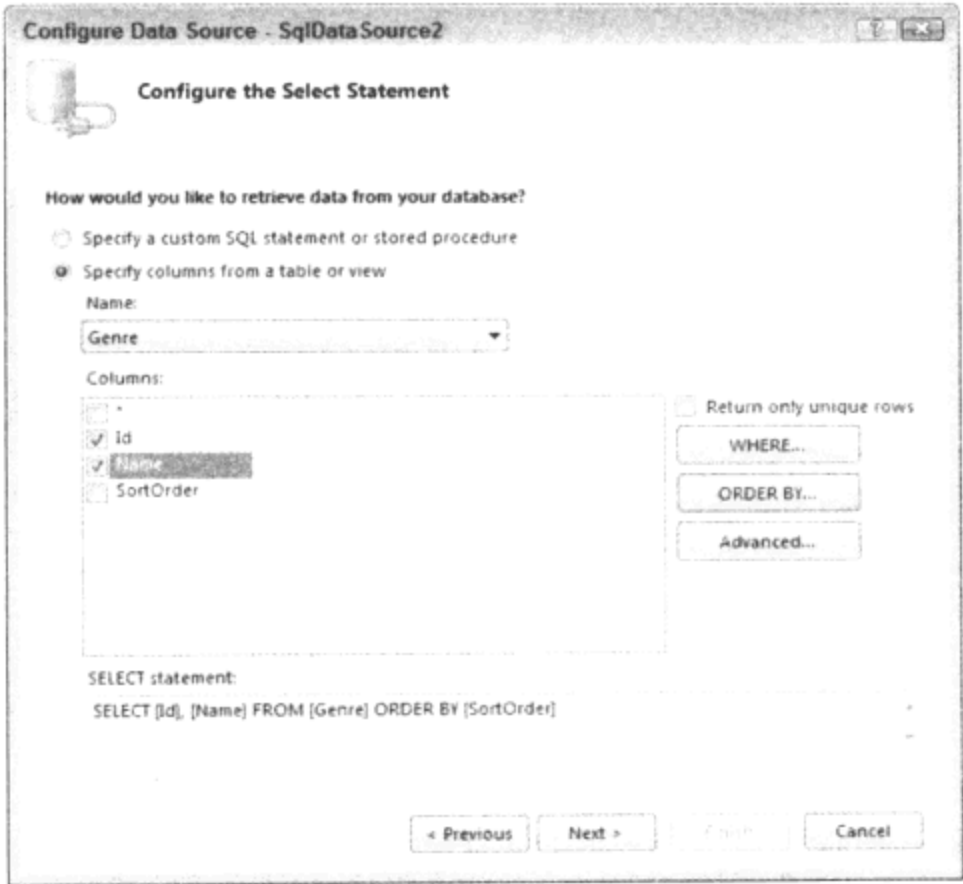 Configure Data Source - SqlDataSource2
?
Configure the Select Statement
How would you like to retrieve data from your database?
Specify a custom SQL statement or stored procedure
Specify columns from a table or view
Name:
Genre
Columns:
*
Return only unique rows
Id
WHERE...
Name
SortOrder
ORDER BY...
Advanced...
SELECT statement:
SELECT [Id], [Name] FROM [Genre] ORDER BY [SortOrder]
< Previous
Next >
Finish
Cancel